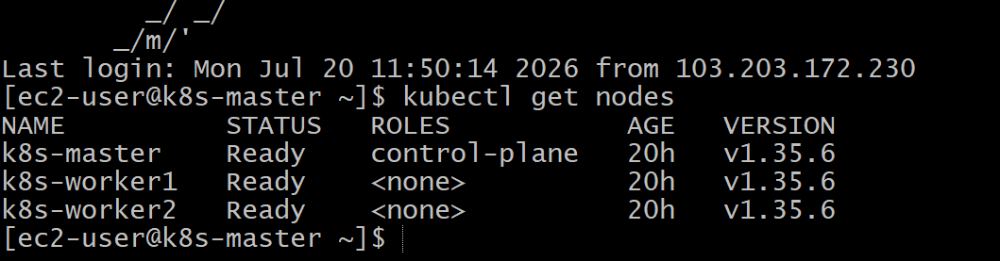 _/ _/
_/m/'
Last login: Mon Jul 20 11:50:14 2026 from 103.203.172.230
[ec2-user@k8s-master ~]$ kubectl get nodes
NAME          STATUS   ROLES           AGE   VERSION
k8s-master    Ready    control-plane   20h   v1.35.6
k8s-worker1   Ready    <none>          20h   v1.35.6
k8s-worker2   Ready    <none>          20h   v1.35.6
[ec2-user@k8s-master ~]$